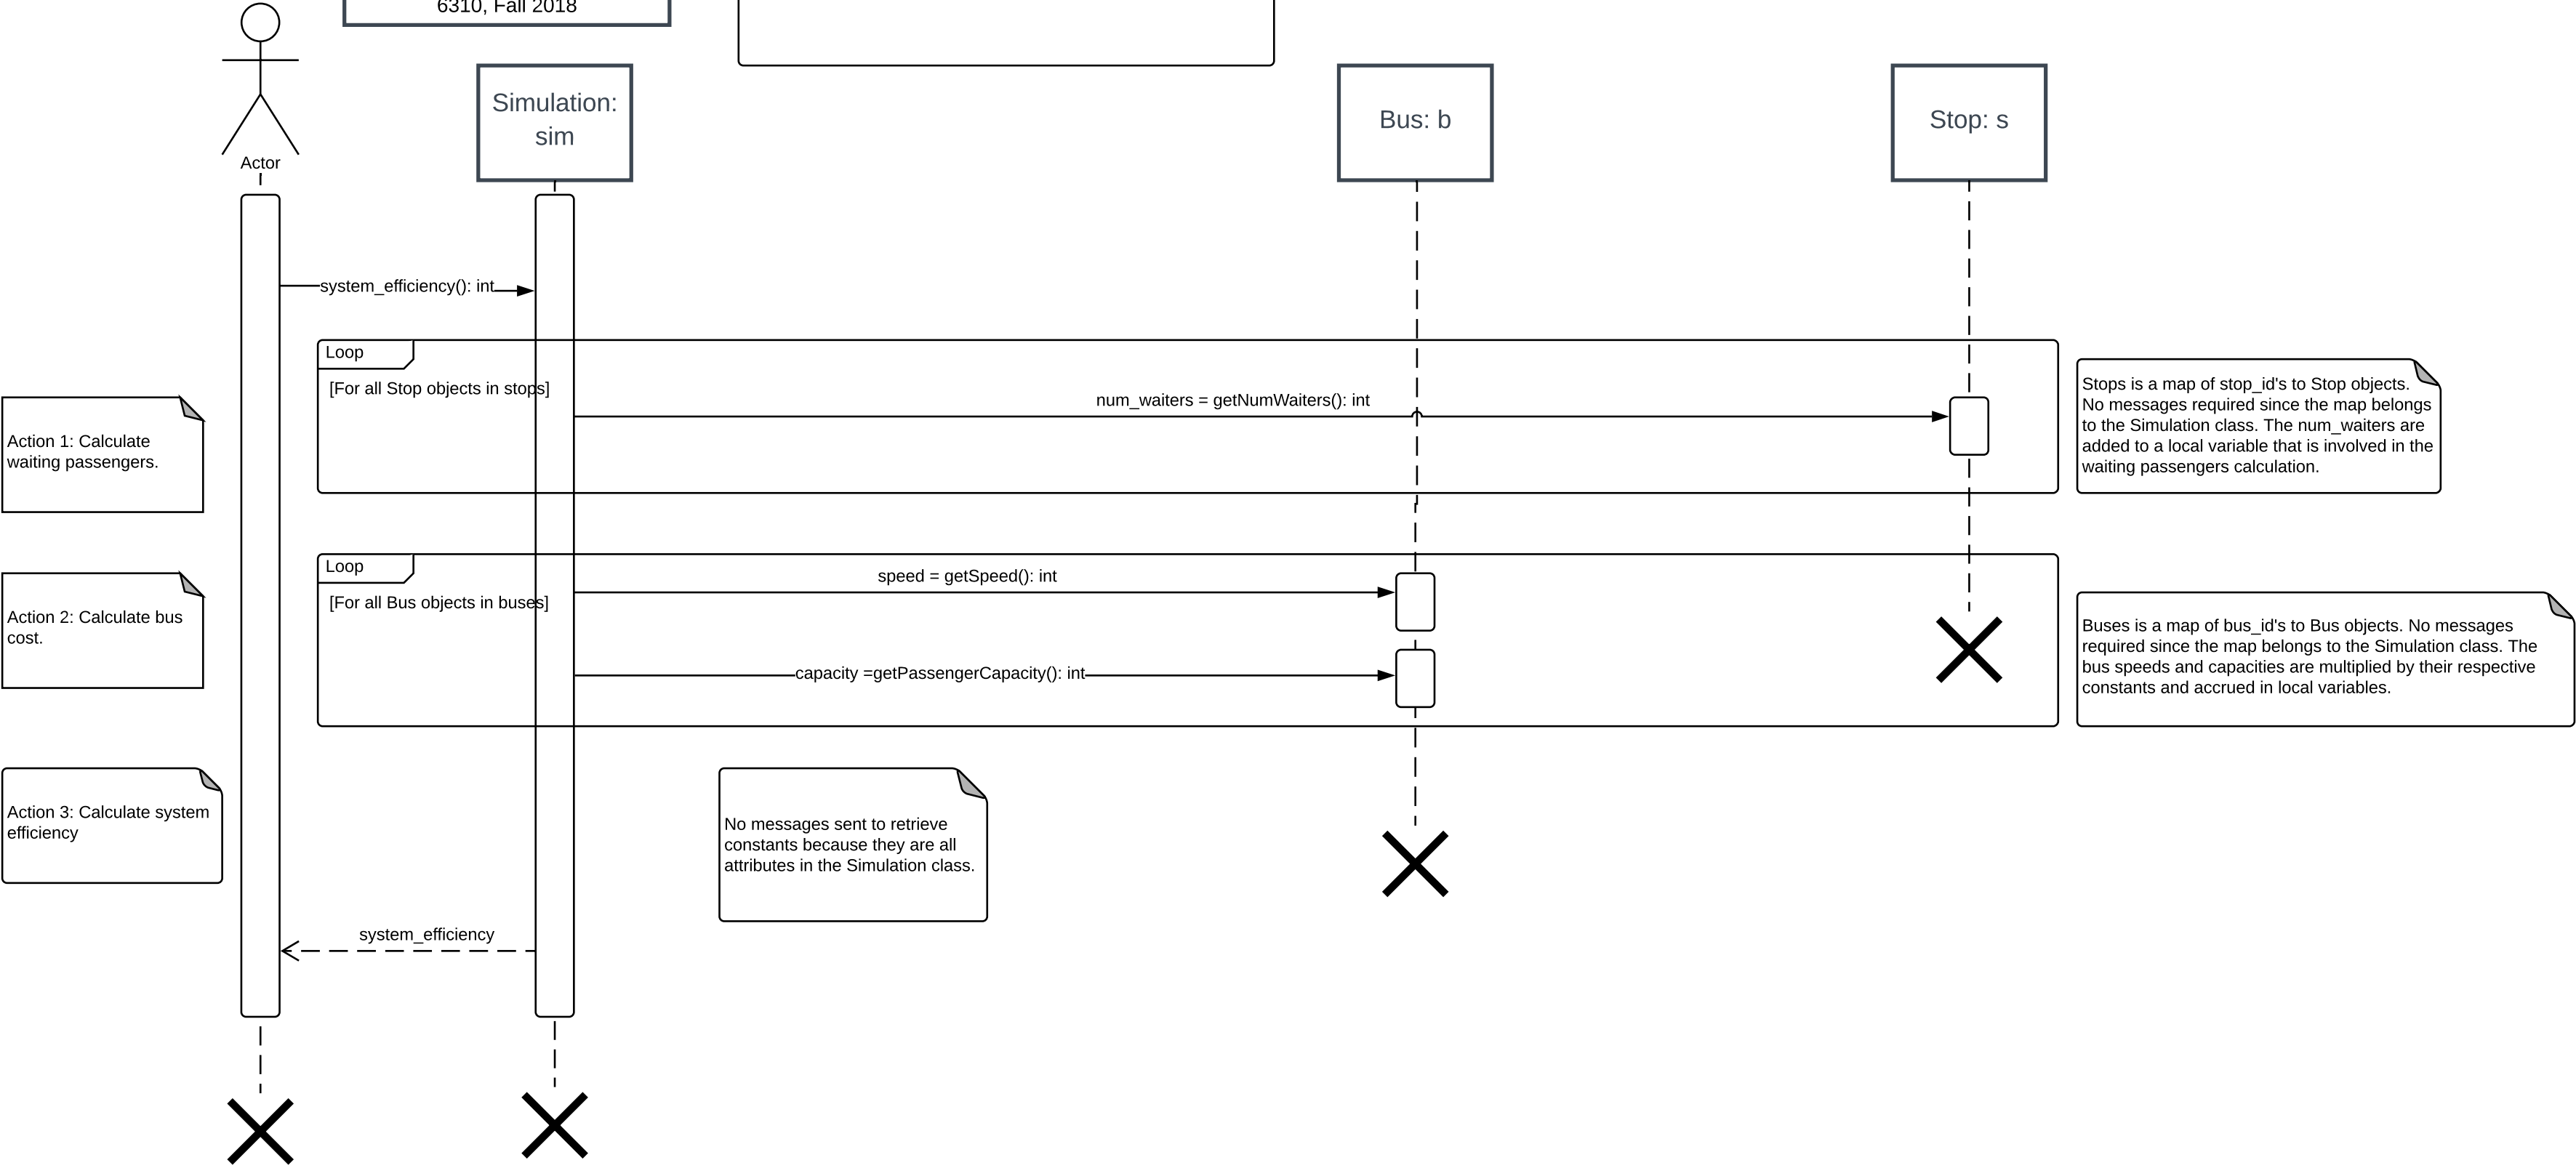 6310, Fall 2018
Simulation:
sim
Bus: b
Stop: s
Actor
system_efficiency(): int
Loop
[For all Stop objects in stops]
num_waiters = getNumWaiters(): int
Stops is a map of stop_id's to Stop objects.
No messages required since the map belongs
to the Simulation class. The num_waiters are
added to a local variable that is involved in the
waiting passengers calculation.
Action 1: Calculate
waiting passengers.
Loop
[For all Bus objects in buses]
speed = getSpeed(): int
capacity =getPassengerCapacity(): int
Action 2: Calculate bus
cost.
Buses is a map of bus_id's to Bus objects. No messages
required since the map belongs to the Simulation class. The
bus speeds and capacities are multiplied by their respective
constants and accrued in local variables.
Action 3: Calculate system
efficiency
No messages sent to retrieve
constants because they are all
attributes in the Simulation class.
system_efficiency